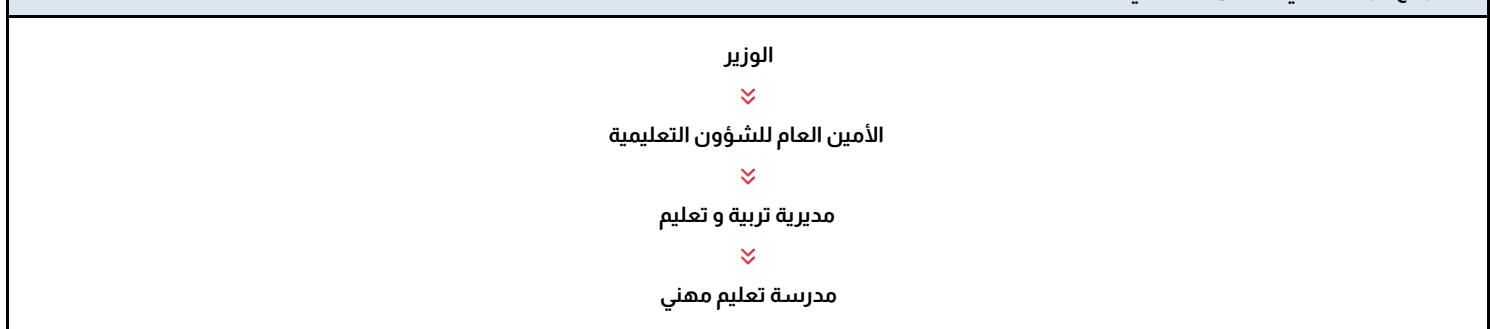 الوزير
الأمين العام للشؤون التعليمية
مديرية تربية و تعليم
مدرسة تعليم مهني